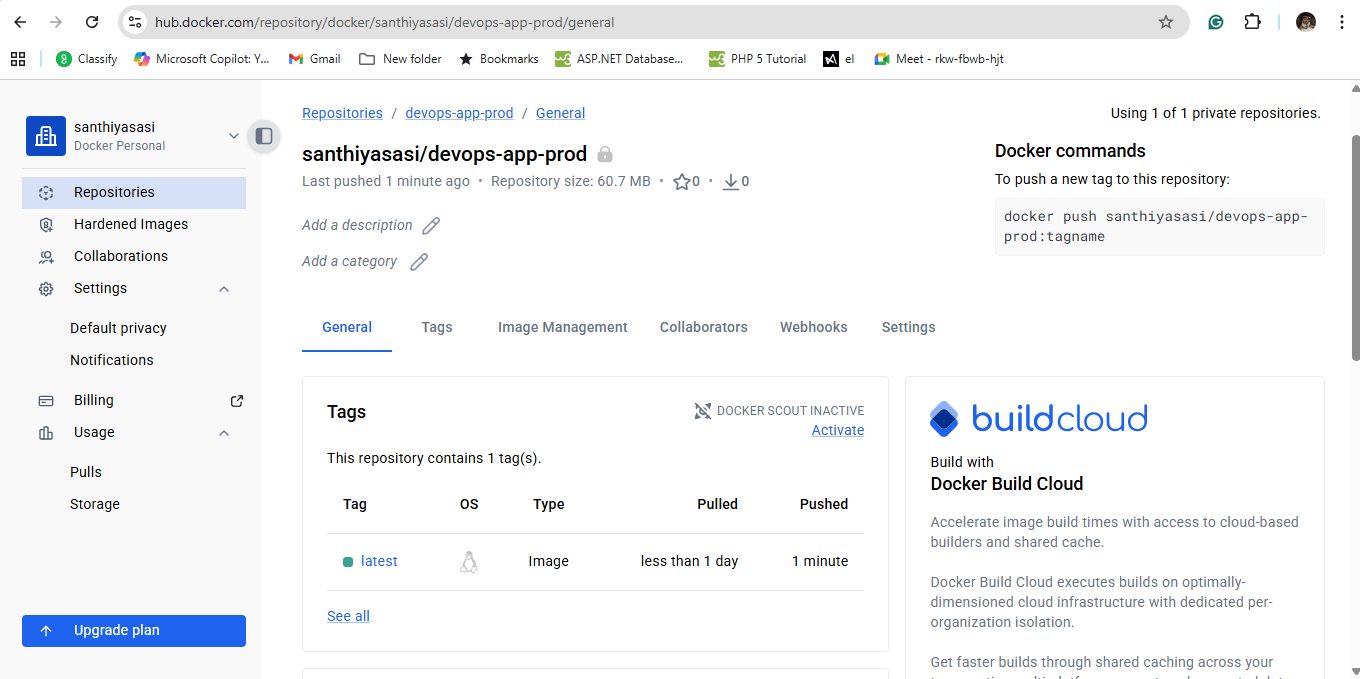 hub.docker.com/repository/docker/santhiyasasi/devops-app-prod/general
Classify
Microsoft Copilot: Y...
Gmail
New folder
Bookmarks
ASP.NET Database...
PHP 5 Tutorial
el
Meet - rkw-fbwb-hjt
santhiyasasi
Docker Personal
Repositories
Hardened Images
Collaborations
Settings
Default privacy
Notifications
Billing
Usage
Pulls
Storage
Upgrade plan
Repositories / devops-app-prod / General
Using 1 of 1 private repositories.
santhiyasasi/devops-app-prod
Last pushed 1 minute ago • Repository size: 60.7 MB • 0 • 0
Add a description
Add a category
Docker commands
To push a new tag to this repository:
docker push santhiyasasi/devops-app-
prod:tagname
General Tags Image Management Collaborators Webhooks Settings
Tags
DOCKER SCOUT INACTIVE
Activate
This repository contains 1 tag(s).
Tag OS Type Pulled Pushed
latest Image less than 1 day 1 minute
See all
buildcloud
Build with
Docker Build Cloud
Accelerate image build times with access to cloud-based
builders and shared cache.
Docker Build Cloud executes builds on optimally-
dimensioned cloud infrastructure with dedicated per-
organization isolation.
Get faster builds through shared caching across your